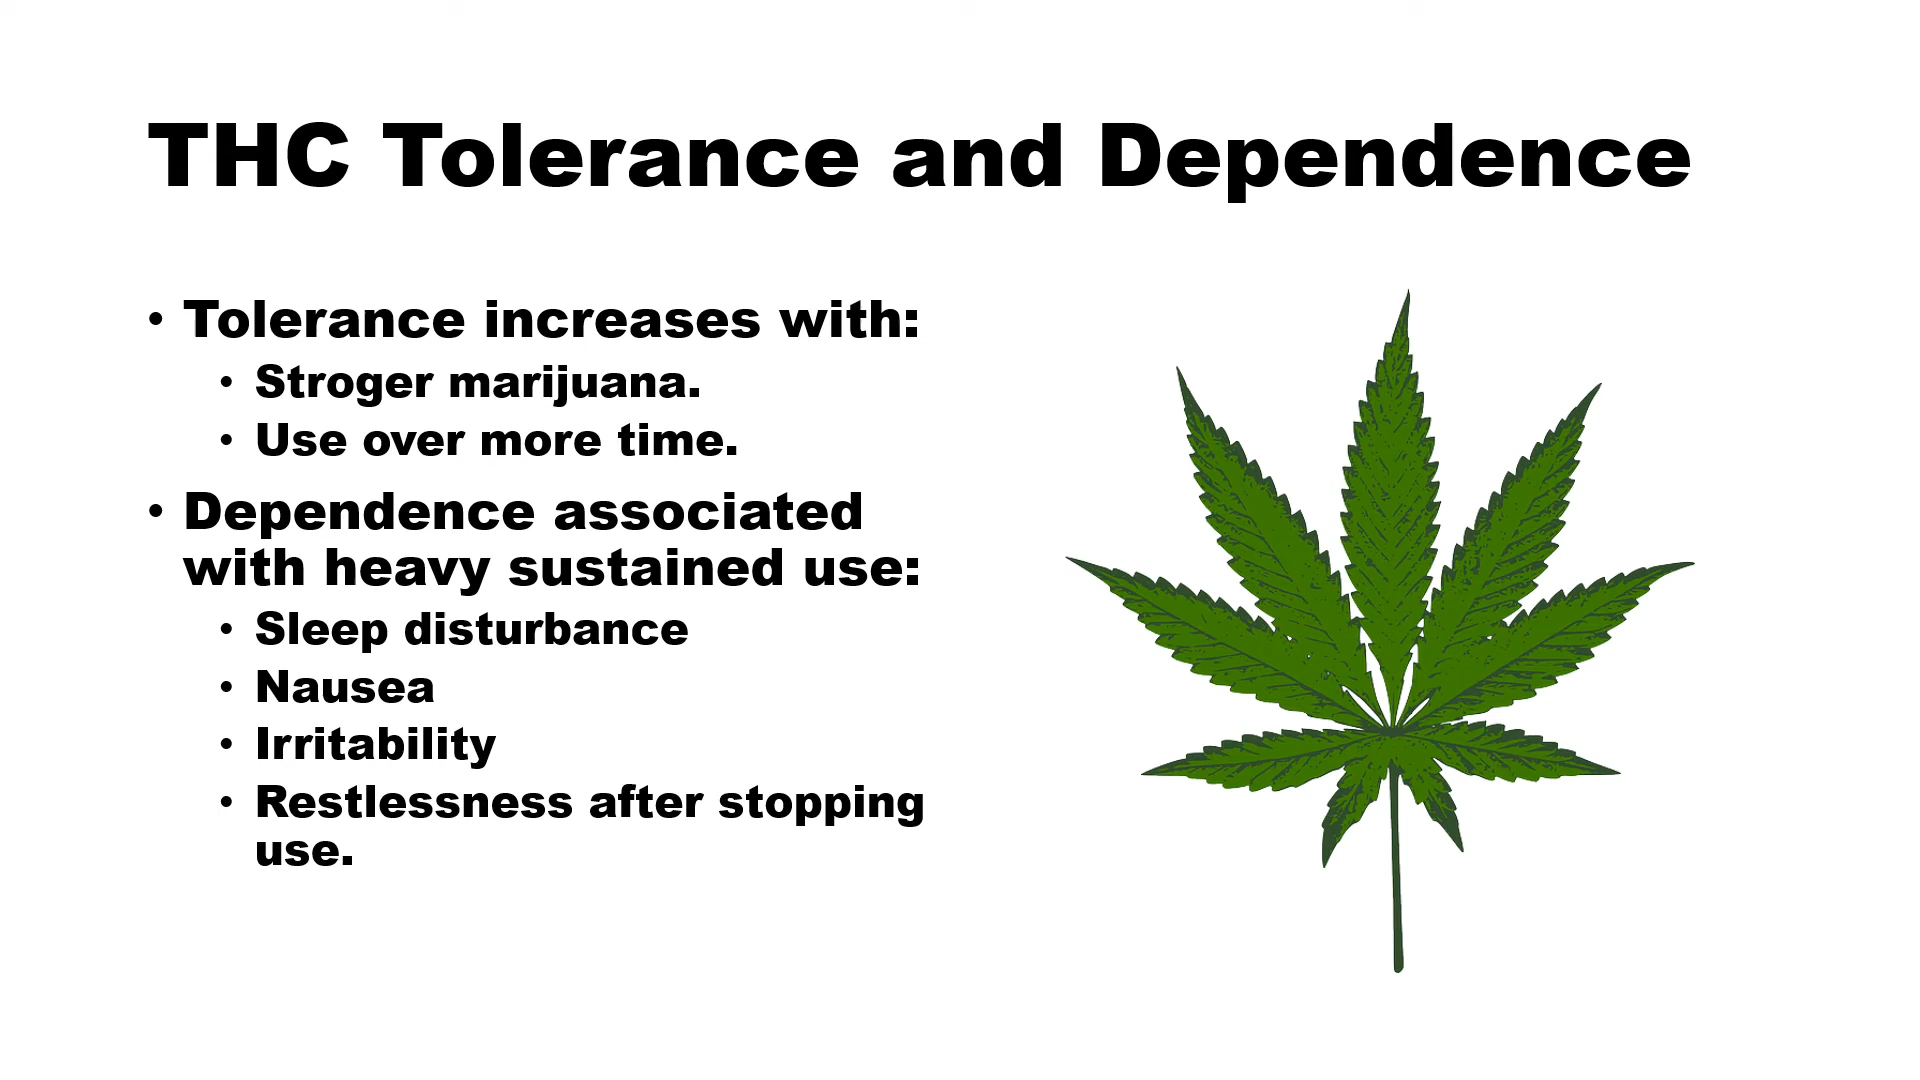 THC Tolerance and Dependence
• Tolerance increases with:
• Stroger marijuana.
• Use over more time.
• Dependence associated
with heavy sustained use:
• Sleep disturbance
• Nausea
• Irritability
• Restlessness after stopping
use.